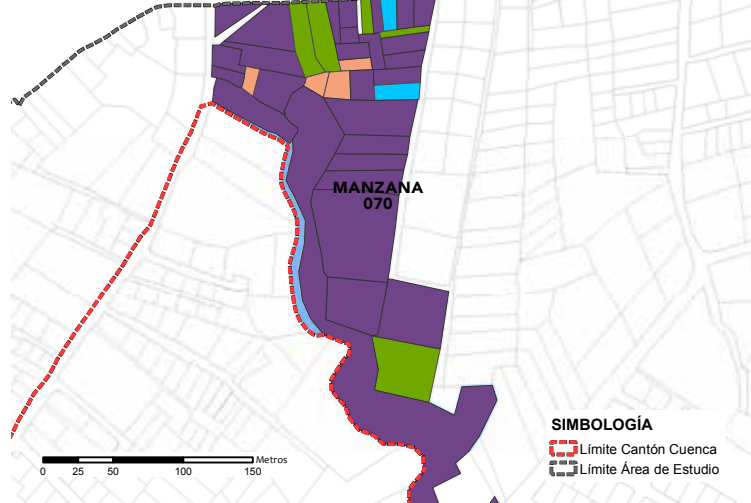 MANZANA
070
SIMBOLOGÍA
Límite Cantón Cuenca
Límite Área de Estudio
Metros
0 25 50 100 150